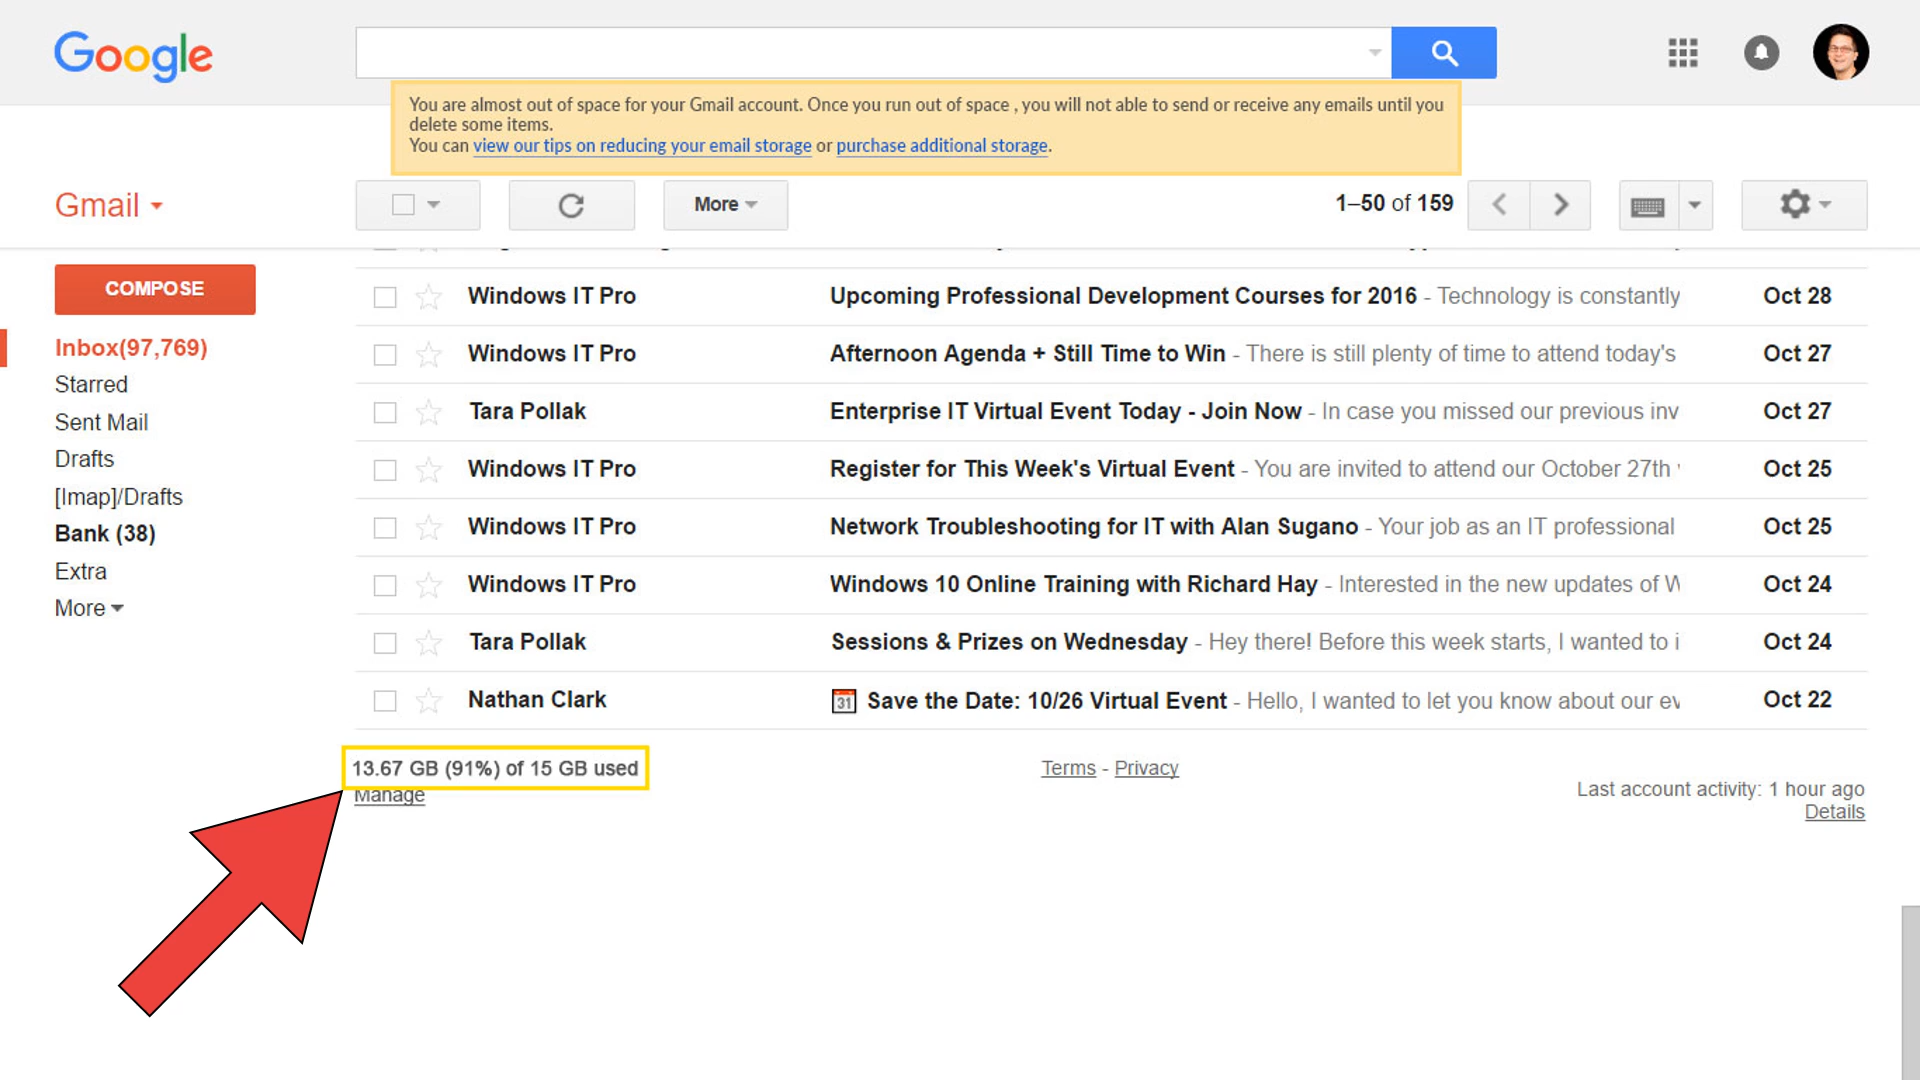 Google
You are almost out of space for your Gmail account. Once you run out of space , you will not able to send or receive any emails until you
delete some items.
You can view our tips on reducing your email storage or purchase additional storage.
Gmail
More
1–50 of 159
COMPOSE
Inbox(97,769)
Starred
Sent Mail
Drafts
[Imap]/Drafts
Bank (38)
Extra
More
Windows IT Pro Upcoming Professional Development Courses for 2016 - Technology is constantly Oct 28
Windows IT Pro Afternoon Agenda + Still Time to Win - There is still plenty of time to attend today's Oct 27
Tara Pollak Enterprise IT Virtual Event Today - Join Now - In case you missed our previous inv Oct 27
Windows IT Pro Register for This Week's Virtual Event - You are invited to attend our October 27th Oct 25
Windows IT Pro Network Troubleshooting for IT with Alan Sugano - Your job as an IT professional Oct 25
Windows IT Pro Windows 10 Online Training with Richard Hay - Interested in the new updates of W Oct 24
Tara Pollak Sessions & Prizes on Wednesday - Hey there! Before this week starts, I wanted to i Oct 24
Nathan Clark 31 Save the Date: 10/26 Virtual Event - Hello, I wanted to let you know about our ev Oct 22
13.67 GB (91%) of 15 GB used
Manage
Terms - Privacy
Last account activity: 1 hour ago
Details